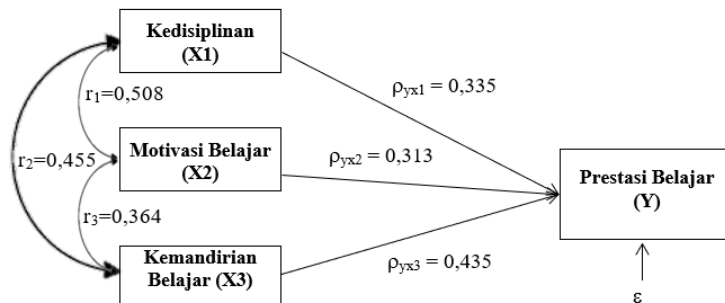 Kedisiplinan
(X1)
r₁=0,508
ρyx1 = 0,335
Motivasi Belajar
(X2)
r₂=0,455
ρyx2 = 0,313
Prestasi Belajar
(Y)
r₃=0,364
Kemandirian
Belajar (X3)
ρyx3 = 0,435
ε